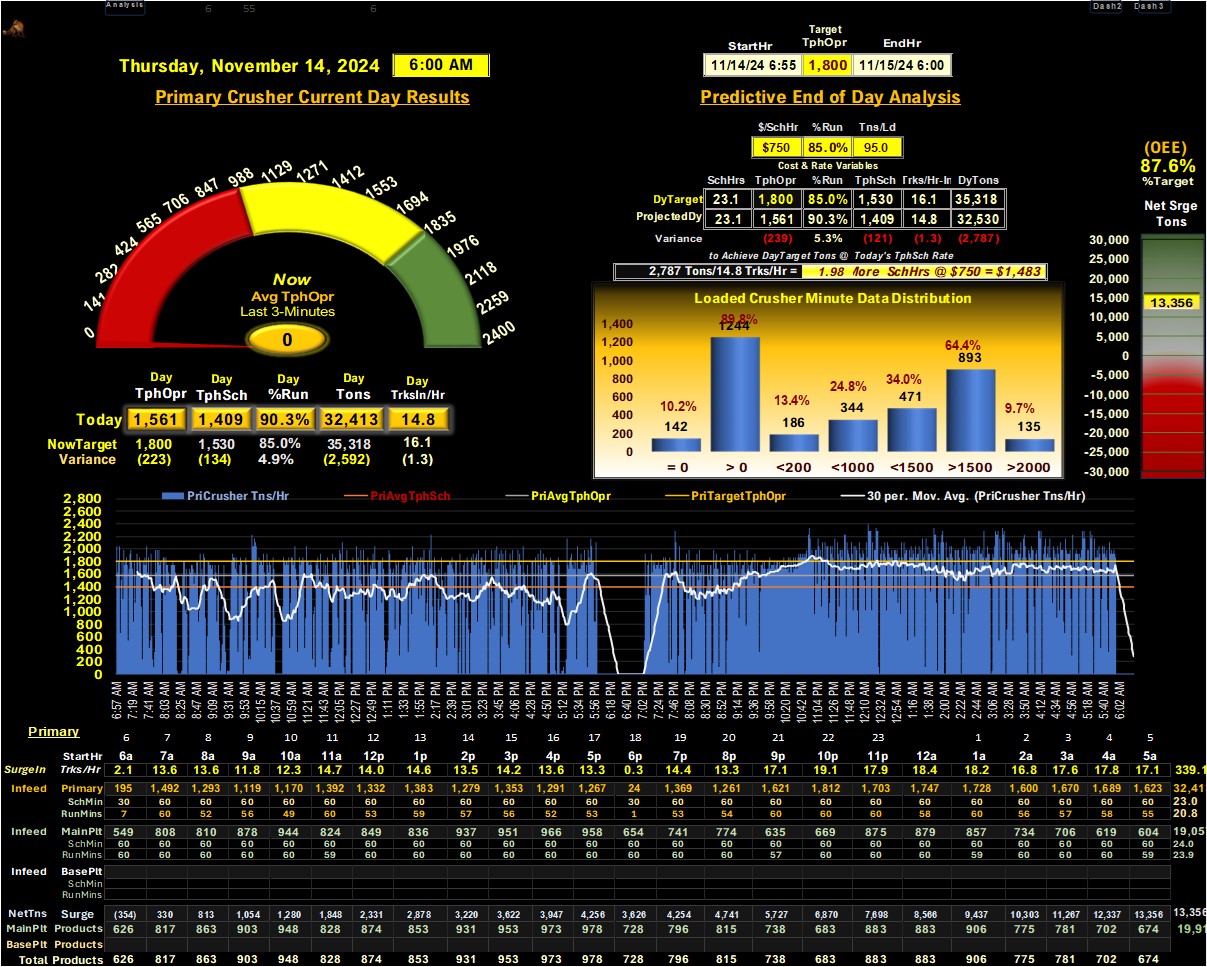 Analysis 6 55 6 Dash2 Dash3
Target
StartHr TphOpr EndHr
Thursday, November 14, 2024 6:00 AM 11/14/24 6:55 1,800 11/15/24 6:00
Primary Crusher Current Day Results Predictive End of Day Analysis
$/SchHr %Run Tns/Ld
$750 85.0% 95.0
Cost & Rate Variables
SchHrs TphOpr %Run TphSch Trks/Hr-In DyTons
DyTarget 23.1 1,800 85.0% 1,530 16.1 35,318
ProjectedDy 23.1 1,561 90.3% 1,409 14.8 32,530
Variance (239) 5.3% (121) (1.3) (2,787)
to Achieve DayTarget Tons @ Today's TphSch Rate
2,787 Tons/14.8 Trks/Hr = 1.98 More SchHrs @ $750 = $1,483
(OEE)
87.6%
%Target
Net Srge
Tons
30,000
25,000
20,000
15,000
13,356
10,000
5,000
0
-5,000
-10,000
-15,000
-20,000
-25,000
-30,000
0 141 282 424 565 706 847 988 1129 1271 1412 1553 1694 1835 1976 2118 2259 2400
Now
Avg TphOpr
Last 3-Minutes
0
Day Day Day Day Day
TphOpr TphSch %Run Tons TrksIn/Hr
Today 1,561 1,409 90.3% 32,413 14.8
NowTarget 1,800 1,530 85.0% 35,318 16.1
Variance (223) (134) 4.9% (2,592) (1.3)
Loaded Crusher Minute Data Distribution
1,400
1,200
1,000
800
600
400
200
0
10.2% 89.8% 13.4% 24.8% 34.0% 64.4% 9.7%
142 1244 186 344 471 893 135
= 0 > 0 <200 <1000 <1500 >1500 >2000
PriCrusher Tns/Hr PriAvgTphSch PriAvgTphOpr PriTargetTphOpr 30 per. Mov. Avg. (PriCrusher Tns/Hr)
2,800
2,600
2,400
2,200
2,000
1,800
1,600
1,400
1,200
1,000
800
600
400
200
0
6:57 AM 7:19 AM 7:41 AM 8:03 AM 8:25 AM 8:47 AM 9:09 AM 9:31 AM 9:53 AM 10:15 AM 10:37 AM 10:59 AM 11:21 AM 11:43 AM 12:05 PM 12:27 PM 12:49 PM 1:11 PM 1:33 PM 1:55 PM 2:17 PM 2:39 PM 3:01 PM 3:23 PM 3:45 PM 4:06 PM 4:28 PM 4:50 PM 5:12 PM 5:34 PM 5:56 PM 6:18 PM 6:40 PM 7:02 PM 7:24 PM 7:46 PM 8:08 PM 8:30 PM 8:52 PM 9:14 PM 9:36 PM 9:58 PM 10:20 PM 10:42 PM 11:04 PM 11:26 PM 11:48 PM 12:10 AM 12:32 AM 12:54 AM 1:16 AM 1:38 AM 2:00 AM 2:22 AM 2:44 AM 3:06 AM 3:28 AM 3:50 AM 4:12 AM 4:34 AM 5:18 AM 5:40 AM 6:02 AM
Primary
6 7 8 9 10 11 12 13 14 15 16 17 18 19 20 21 22 23 1 2 3 4 5
StartHr 6a 7a 8a 9a 10a 11a 12p 1p 2p 3p 4p 5p 6p 7p 8p 9p 10p 11p 12a 1a 2a 3a 4a 5a
SurgeIn Trks/Hr 2.1 13.6 13.6 11.8 12.3 14.7 14.0 14.6 13.5 14.2 13.6 13.3 0.3 14.4 13.3 17.1 19.1 17.9 18.4 18.2 16.8 17.6 17.8 17.1 339.1
Infeed Primary 195 1,492 1,293 1,119 1,170 1,392 1,332 1,383 1,279 1,353 1,291 1,267 24 1,369 1,261 1,621 1,812 1,703 1,747 1,728 1,600 1,670 1,689 1,623 32,41
SchMin 30 60 60 60 60 60 60 60 60 60 60 60 30 60 60 60 60 60 60 60 60 60 60 60 23.0
RunMins 7 60 52 56 49 60 53 59 57 56 52 53 1 53 54 60 60 60 58 60 56 58 58 55 20.8
Infeed MainPlt 549 808 810 878 944 824 849 836 937 951 966 958 654 741 774 635 669 875 879 857 734 706 619 604 19,05
SchMin 60 60 60 60 60 60 60 60 60 60 60 60 60 60 60 60 60 60 60 60 60 60 60 60 24.0
RunMins 60 60 60 60 60 59 60 60 60 60 60 60 60 60 60 57 60 60 60 59 60 60 60 59 23.9
Infeed BasePlt
SchMin
RunMins
NetTns Surge (354) 330 813 1,054 1,280 1,848 2,331 2,878 3,220 3,622 3,947 4,256 3,626 4,254 4,741 5,727 6,870 7,698 8,566 9,437 10,303 11,267 12,337 13,356 13,356
MainPlt Products 626 817 863 903 948 828 874 853 931 953 973 978 728 796 815 738 683 883 883 906 775 781 702 674 19,91
BasePlt Products
Total Products 626 817 863 903 948 828 874 853 931 953 973 978 728 796 815 738 683 883 883 906 775 781 702 674